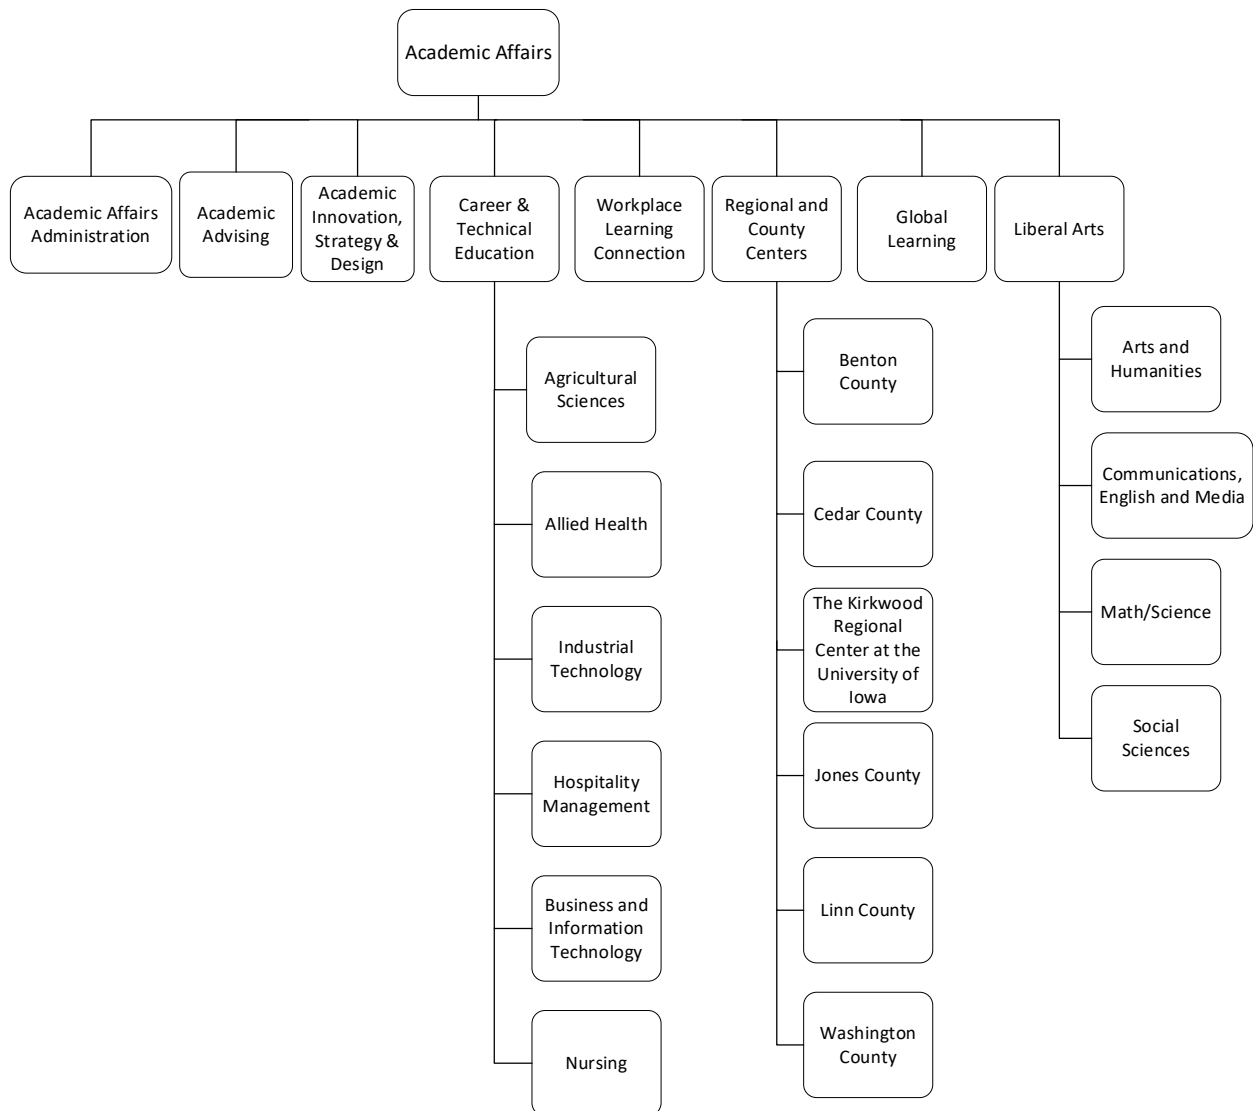 Academic Affairs
Academic Affairs
Administration
Academic
Advising
Academic
Innovation,
Strategy &
Design
Career &
Technical
Education
Workplace
Learning
Connection
Regional and
County
Centers
Global
Learning
Liberal Arts
Agricultural
Sciences
Allied Health
Industrial
Technology
Hospitality
Management
Business and
Information
Technology
Nursing
Benton
County
Cedar County
The Kirkwood
Regional
Center at the
University of
Iowa
Jones County
Linn County
Washington
County
Arts and
Humanities
Communications,
English and Media
Math/Science
Social
Sciences